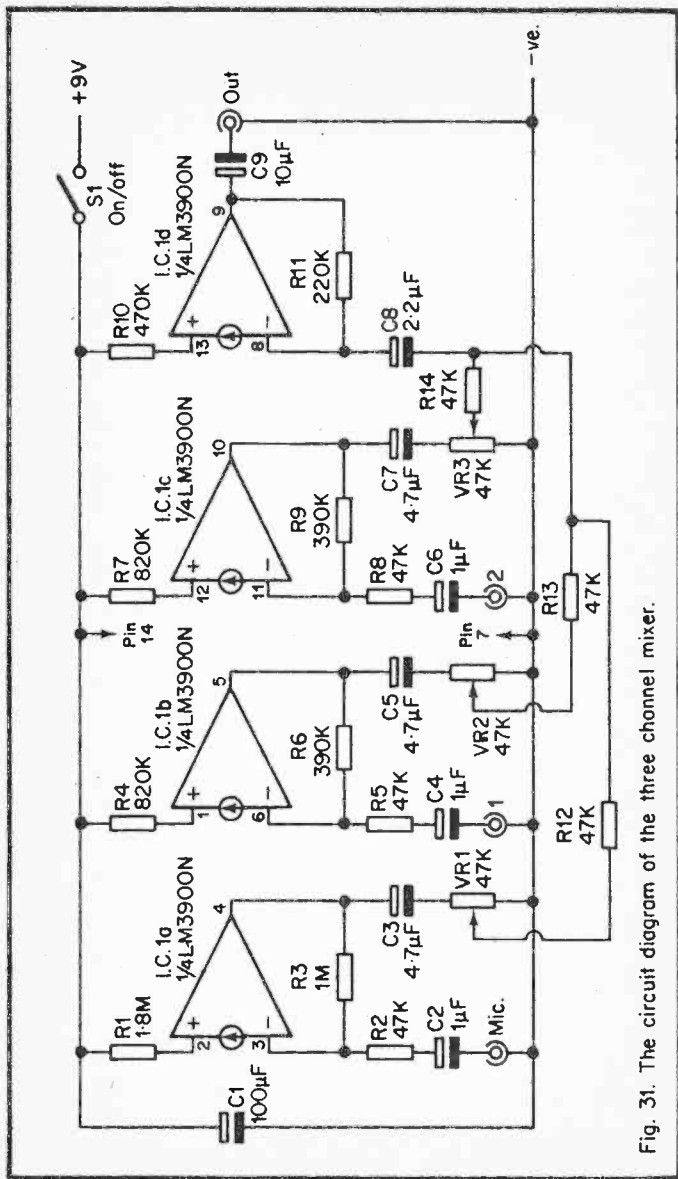 S1
On/off
+9V
R1
1·8M
I.C.1a
1/4LM3900N
+
2
3
−
4
C1
100µF
R3
1M
R2
47K
C2
1µF
Mic.
C3
4·7µF
VR1
47K
R4
820K
I.C.1b
1/4LM3900N
+
1
6
−
5
Pin
14
R6
390K
R5
47K
C4
1µF
1
C5
4·7µF
VR2
47K
Pin
7
R7
820K
I.C.1c
1/4LM3900N
+
12
11
−
10
R9
390K
R8
47K
C6
1µF
2
C7
4·7µF
VR3
47K
R14
47K
R10
470K
I.C.1d
1/4LM3900N
+
13
8
−
9
R11
220K
C8
2·2µF
C9
10µF
Out
-ve.
R12
47K
R13
47K
Fig. 31. The circuit diagram of the three channel mixer.